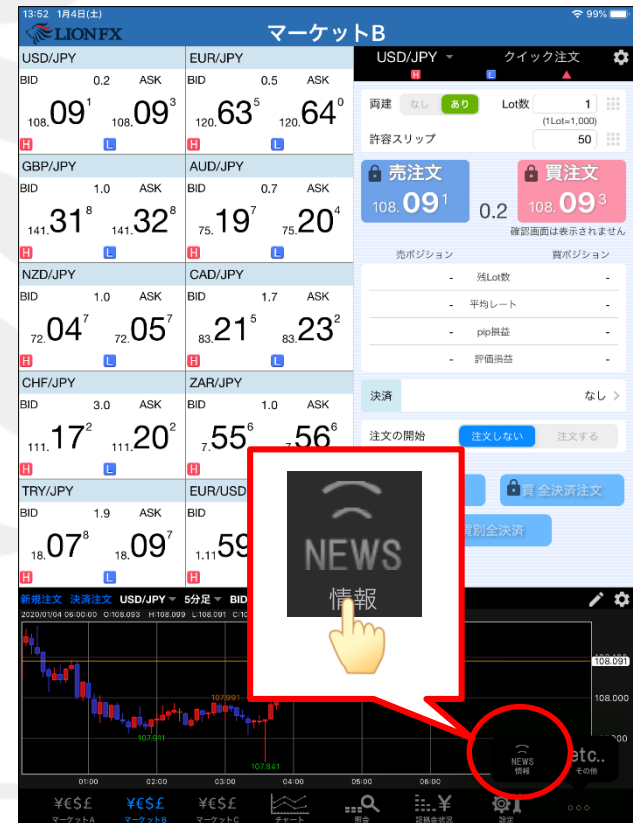 13:52 1月4日(土)
99%
LIONFX
マーケットB
USD/JPY
BID 0.2 ASK
108.09¹ 108.09³
H L
EUR/JPY
BID 0.5 ASK
120.63⁵ 120.64⁰
GBP/JPY
BID 1.0 ASK
141.31⁸ 141.32⁸
H L
AUD/JPY
BID 0.7 ASK
75.19⁷ 75.20⁴
H L
NZD/JPY
BID 1.0 ASK
72.04⁷ 72.05⁷
H L
CAD/JPY
BID 1.7 ASK
83.21⁵ 83.23²
H L
CHF/JPY
BID 3.0 ASK
111.17² 111.20²
H L
ZAR/JPY
BID 1.0 ASK
7.55⁶ 56⁶
H
TRY/JPY
BID 1.9 ASK
18.07⁸ 18.09⁷
H L
EUR/USD
BID
1.11 59
H
USD/JPY クイック注文
H L
両建 なし あり Lot数 1
(1Lot=1,000)
許容スリップ 50
売注文
108.09¹
0.2
買注文
108.09³
確認画面は表示されません
売ポジション 買ポジション
- 残Lot数 -
- 平均レート -
- pip損益 -
- 評価損益 -
決済 なし
注文の開始 注文しない 注文する
買 全決済注文
別全決済
NEWS
情報
新規注文 決済注文 USD/JPY 5分足 BID
2020/01/04 06:00:00 O:108.093 H:108.099 L:108.091
108.091
107.991
108.000
107.911
107.841
01:00 02:00 03:00 04:00 05:00 06:00
NEWS
情報
etc..
その他
¥€$£
マーケットA
¥€$£
マーケットB
¥€$£
マーケットC
チャート
照会
¥
証拠金状況
設定